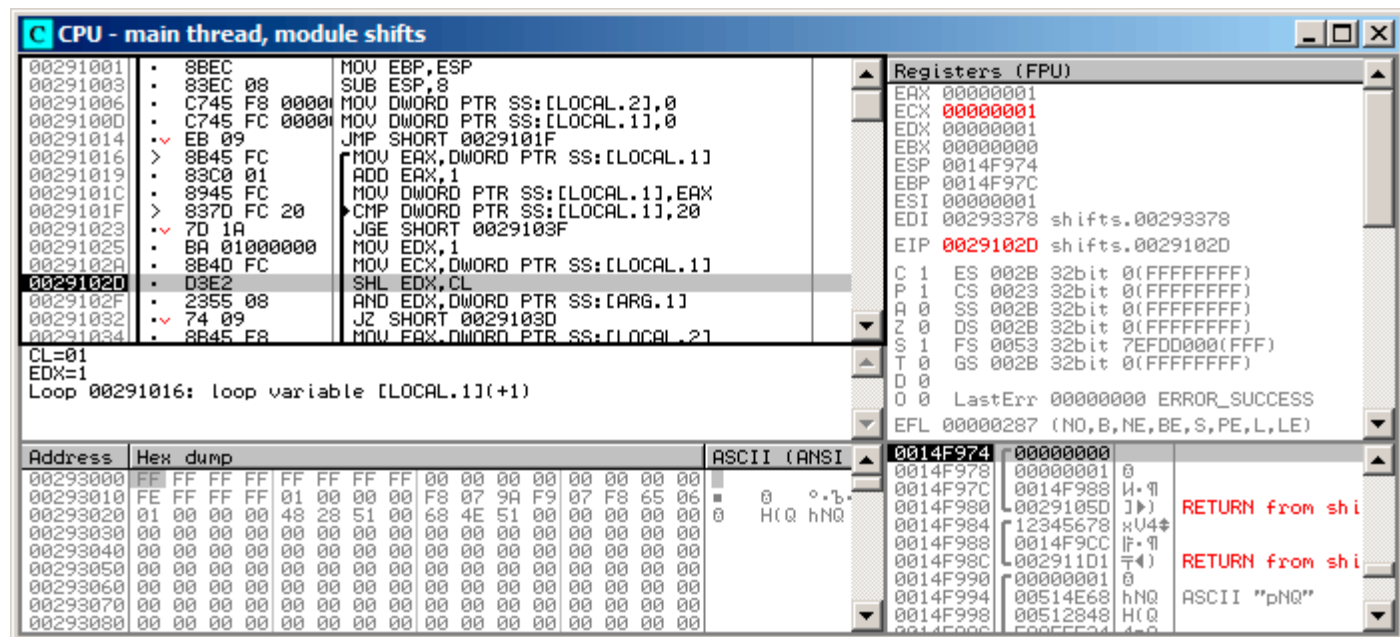 C CPU - main thread, module shifts
00291001 . 8BEC MOV EBP,ESP
00291003 . 83EC 08 SUB ESP,8
00291006 . C745 F8 0000 MOV DWORD PTR SS:[LOCAL.2],0
0029100D . C745 FC 0000 MOV DWORD PTR SS:[LOCAL.1],0
00291014 .v EB 09 JMP SHORT 0029101F
00291016 > 8B45 FC MOV EAX,DWORD PTR SS:[LOCAL.1]
00291019 . 83C0 01 ADD EAX,1
0029101C . 8945 FC MOV DWORD PTR SS:[LOCAL.1],EAX
0029101F > 837D FC 20 CMP DWORD PTR SS:[LOCAL.1],20
00291023 .v 7D 1A JGE SHORT 0029103F
00291025 . BA 01000000 MOV EDX,1
0029102A . 8B4D FC MOV ECX,DWORD PTR SS:[LOCAL.1]
0029102D . D3E2 SHL EDX,CL
0029102F . 2355 08 AND EDX,DWORD PTR SS:[ARG.1]
00291032 .v 74 09 JZ SHORT 0029103D
00291034 . 8B45 F8 MOV EAX,DWORD PTR SS:[LOCAL.2]
CL=01
EDX=1
Loop 00291016: loop variable [LOCAL.1](+1)
Registers (FPU)
EAX 00000001
ECX 00000001
EDX 00000001
EBX 00000000
ESP 0014F974
EBP 0014F97C
ESI 00000001
EDI 00293378 shifts.00293378
EIP 0029102D shifts.0029102D
C 1 ES 002B 32bit 0(FFFFFFFF)
P 1 CS 0023 32bit 0(FFFFFFFF)
A 0 SS 002B 32bit 0(FFFFFFFF)
Z 0 DS 002B 32bit 0(FFFFFFFF)
S 1 FS 0053 32bit 7EFDD000(FFF)
T 0 GS 002B 32bit 0(FFFFFFFF)
D 0
O 0 LastErr 00000000 ERROR_SUCCESS
EFL 00000287 (NO,B,NE,BE,S,PE,L,LE)
Address Hex dump ASCII (ANSI
00293000 FF FF FF FF FF FF FF FF 00 00 00 00 00 00 00 00
00293010 FE FF FF FF 01 00 00 00 F8 07 9A F9 07 F8 65 06
00293020 01 00 00 00 48 28 51 00 68 4E 51 00 00 00 00 00 H(Q hNQ
00293030 00 00 00 00 00 00 00 00 00 00 00 00 00 00 00 00
00293040 00 00 00 00 00 00 00 00 00 00 00 00 00 00 00 00
00293050 00 00 00 00 00 00 00 00 00 00 00 00 00 00 00 00
00293060 00 00 00 00 00 00 00 00 00 00 00 00 00 00 00 00
00293070 00 00 00 00 00 00 00 00 00 00 00 00 00 00 00 00
00293080 00 00 00 00 00 00 00 00 00 00 00 00 00 00 00 00
0014F974 00000000
0014F978 00000001
0014F97C 0014F988
0014F980 0029105D RETURN from shi
0014F984 12345678 xV4
0014F988 0014F9CC
0014F98C 002911D1 RETURN from shi
0014F990 00000001
0014F994 00514E68 hNQ ASCII "pNQ"
0014F998 00512848 H(Q